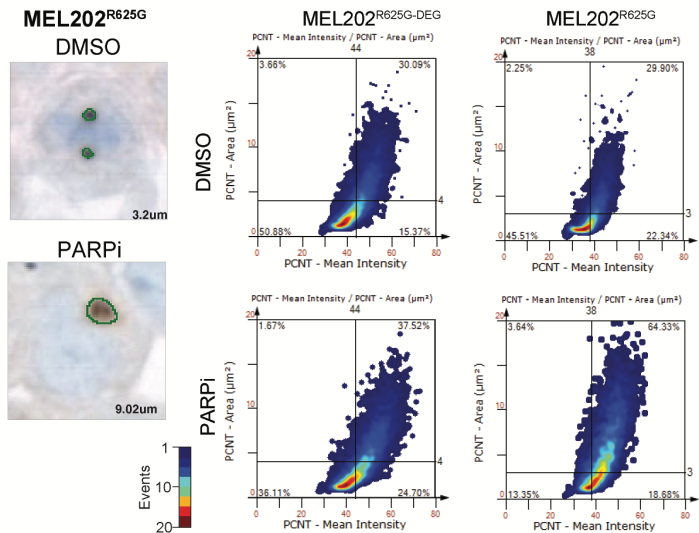 MEL202R625G
DMSO
3.2um
PARPi
9.02um
1
10
20
Events
MEL202R625G-DEG
MEL202R625G
DMSO
PCNT - Mean Intensity / PCNT - Area (µm²)
44
20
3.66%
30.09%
10
PCNT - Area (µm²)
4
0
50.88%
15.37%
0 20 40 60 80
PCNT - Mean Intensity
PCNT - Mean Intensity / PCNT - Area (µm²)
38
20
2.25%
29.90%
10
PCNT - Area (µm²)
3
0
45.51%
22.34%
0 20 40 60 80
PCNT - Mean Intensity
PARPi
PCNT - Mean Intensity / PCNT - Area (µm²)
44
20
1.67%
37.52%
10
PCNT - Area (µm²)
4
0
36.11%
24.70%
0 20 40 60 80
PCNT - Mean Intensity
PCNT - Mean Intensity / PCNT - Area (µm²)
38
20
3.64%
64.33%
10
PCNT - Area (µm²)
3
0
13.35%
18.68%
0 20 40 60 80
PCNT - Mean Intensity